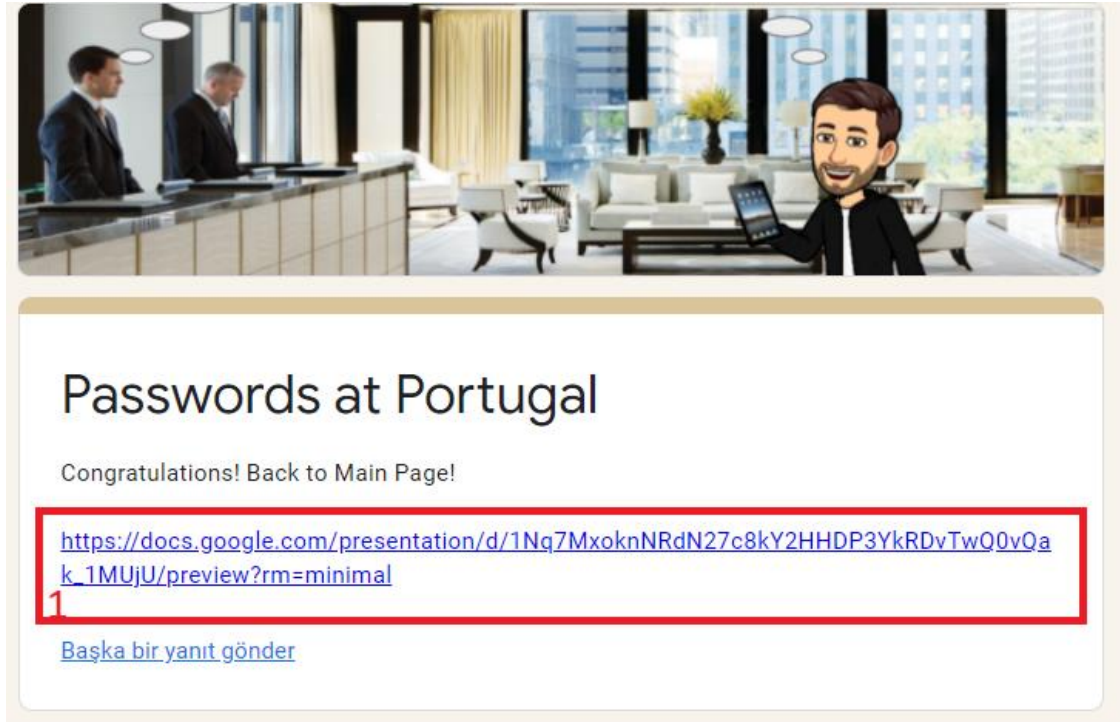 Passwords at Portugal
Congratulations! Back to Main Page!
https://docs.google.com/presentation/d/1Nq7MxoknNRdN27c8kY2HHDP3YkRDvTwQ0vQa
k_1MUjU/preview?rm=minimal
1
Başka bir yanıt gönder